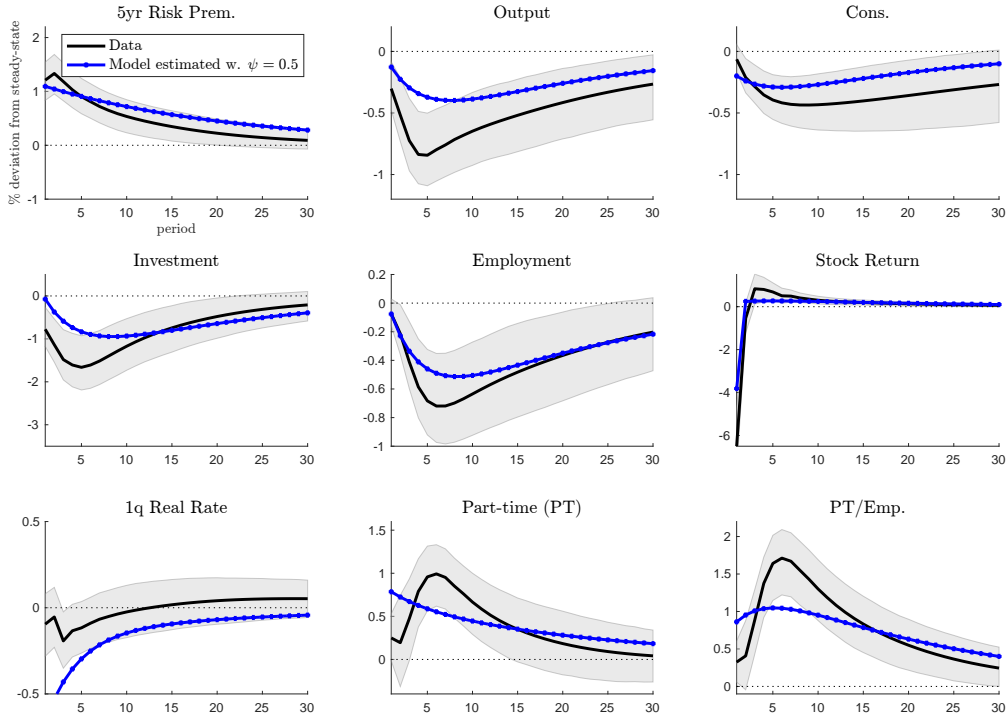 5yr Risk Prem.
Output
Cons.
Data
Model estimated w. ψ = 0.5
% deviation from steady-state
2
1
0
-1
5 10 15 20 25 30
period
0
-0.5
-1
5 10 15 20 25 30
0
-0.5
-1
5 10 15 20 25 30
Investment
Employment
Stock Return
0
-1
-2
-3
5 10 15 20 25 30
0.2
0
-0.2
-0.4
-0.6
-0.8
-1
5 10 15 20 25 30
0
-2
-4
-6
5 10 15 20 25 30
1q Real Rate
Part-time (PT)
PT/Emp.
0.5
0
-0.5
5 10 15 20 25 30
1.5
1
0.5
0
5 10 15 20 25 30
2
1.5
1
0.5
0
5 10 15 20 25 30